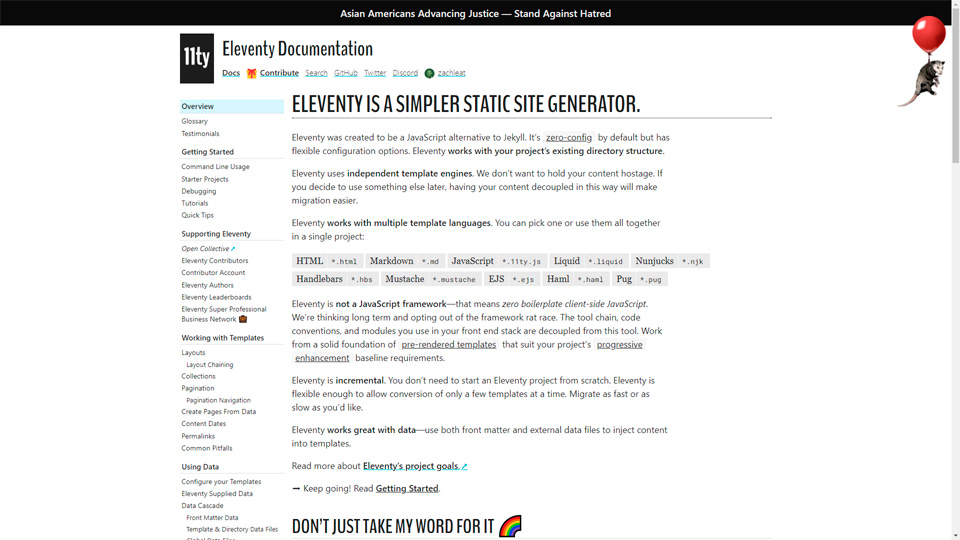 Asian Americans Advancing Justice — Stand Against Hatred
11ty
Eleventy Documentation
Docs Contribute Search GitHub Twitter Discord zachleat
Overview
Glossary
Testimonials
Getting Started
Command Line Usage
Starter Projects
Debugging
Tutorials
Quick Tips
Supporting Eleventy
Open Collective ↗
Eleventy Contributors
Contributor Account
Eleventy Authors
Eleventy Leaderboards
Eleventy Super Professional
Business Network
Working with Templates
Layouts
Layout Chaining
Collections
Pagination
Pagination Navigation
Create Pages From Data
Content Dates
Permalinks
Common Pitfalls
Using Data
Configure your Templates
Eleventy Supplied Data
Data Cascade
Front Matter Data
Template & Directory Data Files
Global Data Files
ELEVENTY IS A SIMPLER STATIC SITE GENERATOR.
Eleventy was created to be a JavaScript alternative to Jekyll. It's zero-config by default but has
flexible configuration options. Eleventy works with your project's existing directory structure.
Eleventy uses independent template engines. We don't want to hold your content hostage. If
you decide to use something else later, having your content decoupled in this way will make
migration easier.
Eleventy works with multiple template languages. You can pick one or use them all together
in a single project:
HTML *.html Markdown *.md JavaScript *.11ty.js Liquid *.liquid Nunjucks *.njk
Handlebars *.hbs Mustache *.mustache EJS *.ejs Haml *.haml Pug *.pug
Eleventy is not a JavaScript framework—that means zero boilerplate client-side JavaScript.
We're thinking long term and opting out of the framework rat race. The tool chain, code
conventions, and modules you use in your front end stack are decoupled from this tool. Work
from a solid foundation of pre-rendered templates that suit your project's progressive
enhancement baseline requirements.
Eleventy is incremental. You don't need to start an Eleventy project from scratch. Eleventy is
flexible enough to allow conversion of only a few templates at a time. Migrate as fast or as
slow as you'd like.
Eleventy works great with data—use both front matter and external data files to inject content
into templates.
Read more about Eleventy's project goals.↗
➞ Keep going! Read Getting Started.
DON'T JUST TAKE MY WORD FOR IT